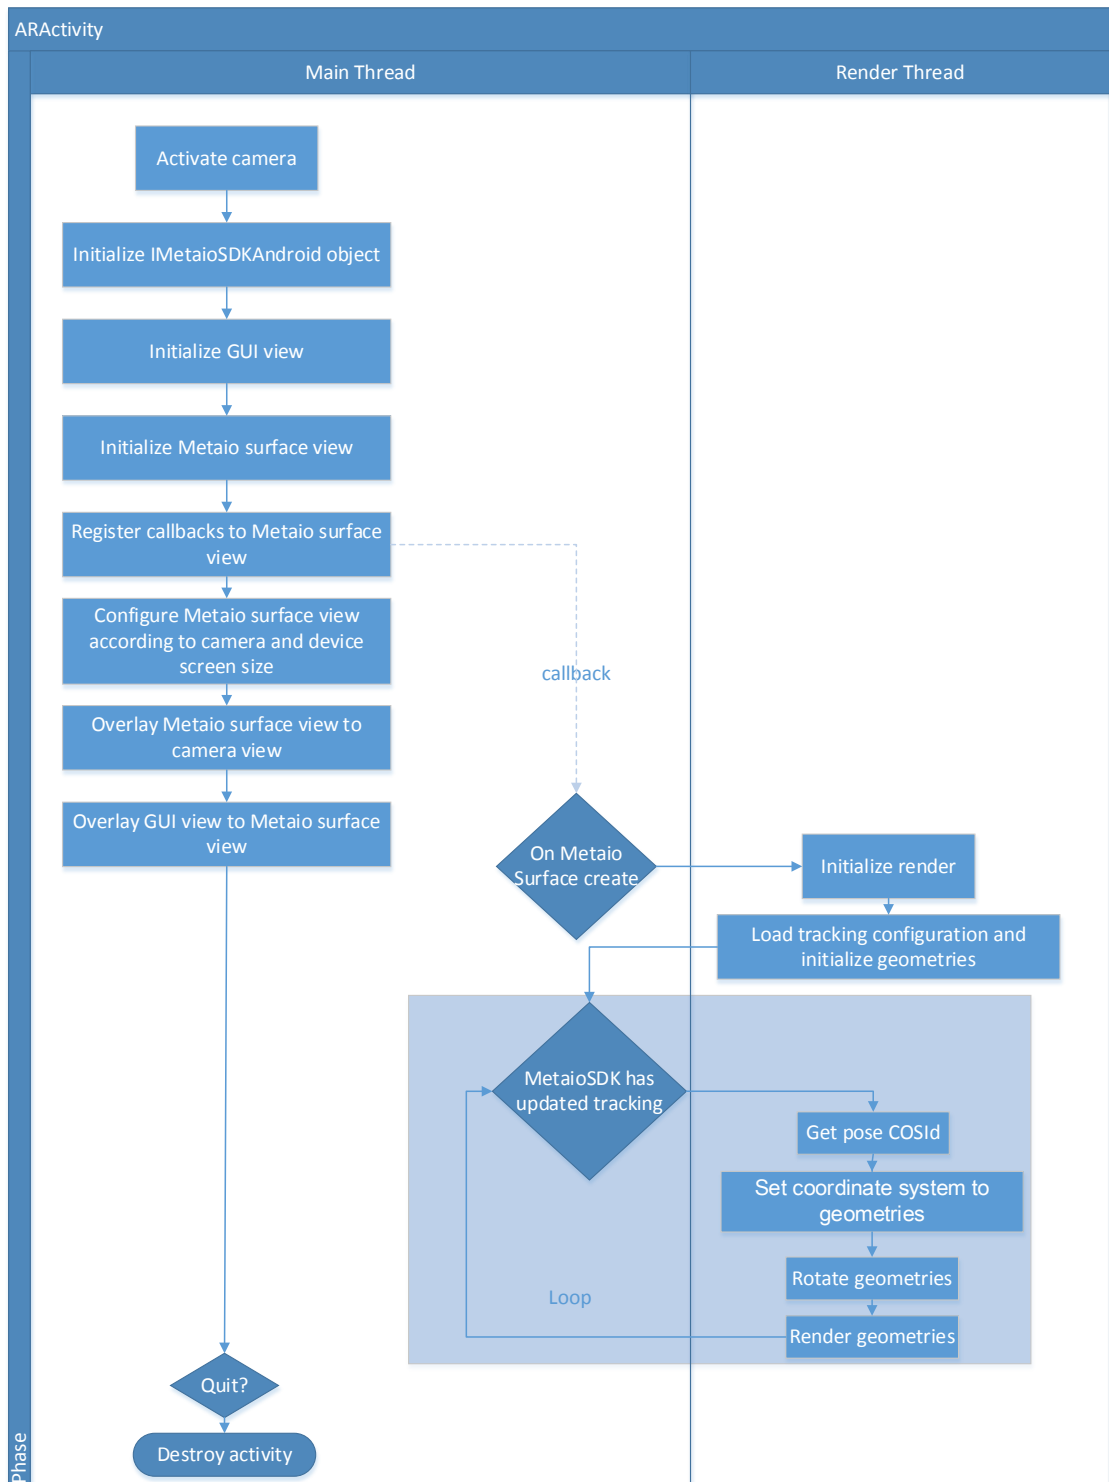 ARActivity
Main Thread
Render Thread
Activate camera
Initialize IMetaioSDKAndroid object
Initialize GUI view
Initialize Metaio surface view
Register callbacks to Metaio surface
view
Configure Metaio surface view
according to camera and device
screen size
callback
Overlay Metaio surface view to
camera view
Overlay GUI view to Metaio surface
view
On Metaio
Surface create
Initialize render
Load tracking configuration and
initialize geometries
MetaioSDK has
updated tracking
Get pose COSId
Set coordinate system to
geometries
Rotate geometries
Loop
Render geometries
Quit?
Destroy activity
Phase